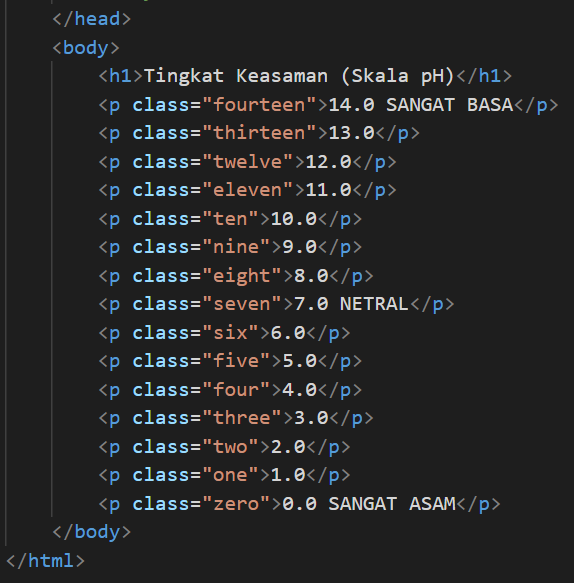 </head>
<body>
<h1>Tingkat Keasaman (Skala pH)</h1>
<p class="fourteen">14.0 SANGAT BASA</p>
<p class="thirteen">13.0</p>
<p class="twelve">12.0</p>
<p class="eleven">11.0</p>
<p class="ten">10.0</p>
<p class="nine">9.0</p>
<p class="eight">8.0</p>
<p class="seven">7.0 NETRAL</p>
<p class="six">6.0</p>
<p class="five">5.0</p>
<p class="four">4.0</p>
<p class="three">3.0</p>
<p class="two">2.0</p>
<p class="one">1.0</p>
<p class="zero">0.0 SANGAT ASAM</p>
</body>
</html>